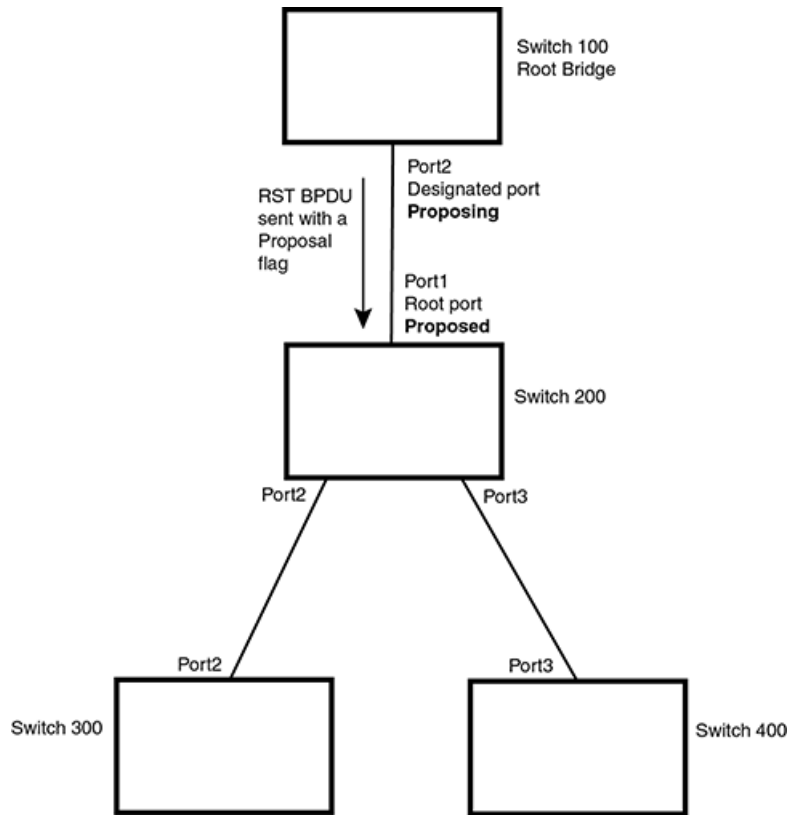 Switch 100
Root Bridge
Port2
Designated port
Proposing
RST BPDU
sent with a
Proposal
flag
Port1
Root port
Proposed
Switch 200
Port2
Port3
Port2
Port3
Switch 300
Switch 400